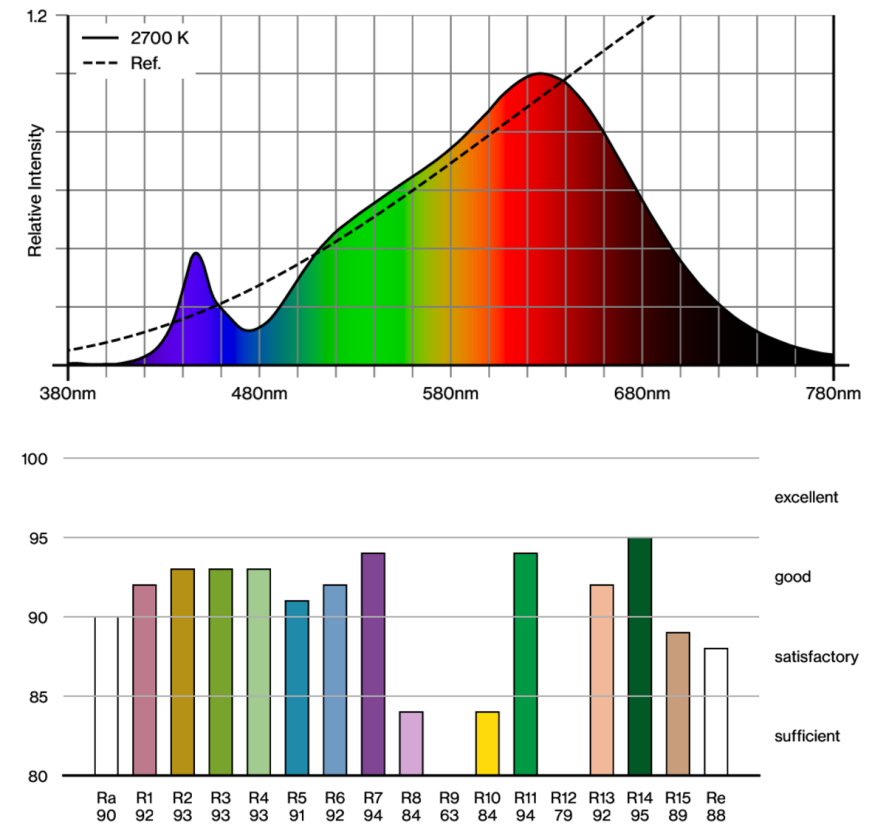 1.2
2700 K
Ref.
Relative Intensity
380nm 480nm 580nm 680nm 780nm
100
excellent
95
good
90
satisfactory
85
sufficient
80
Ra R1 R2 R3 R4 R5 R6 R7 R8 R9 R10 R11 R12 R13 R14 R15 Re
90 92 93 93 93 91 92 94 84 63 84 94 79 92 95 89 88